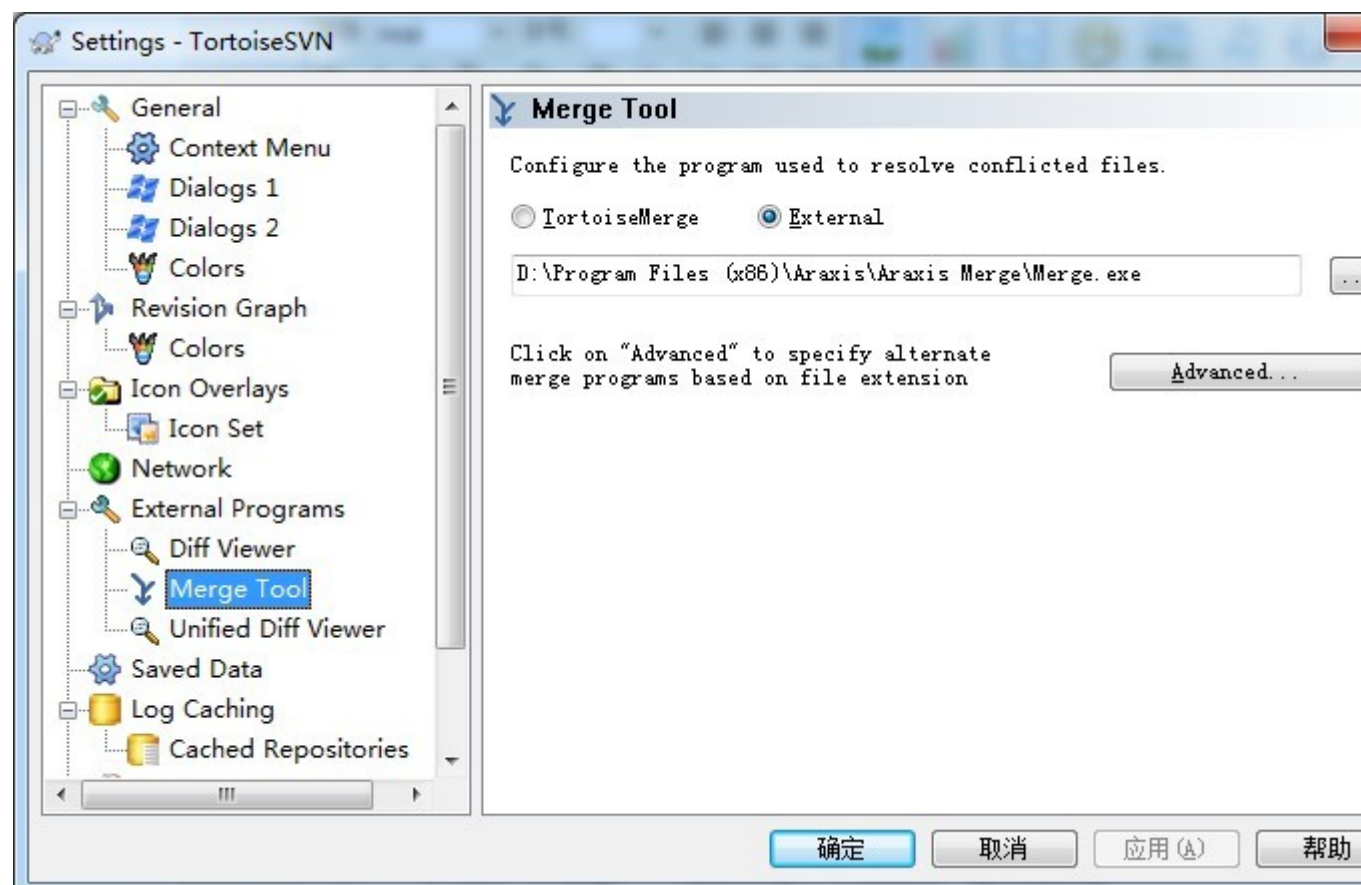 Settings - TortoiseSVN
General
Context Menu
Dialogs 1
Dialogs 2
Colors
Revision Graph
Colors
Icon Overlays
Icon Set
Network
External Programs
Diff Viewer
Merge Tool
Unified Diff Viewer
Saved Data
Log Caching
Cached Repositories
Merge Tool
Configure the program used to resolve conflicted files.
TortoiseMerge External
D:\Program Files (x86)\Araxis\Araxis Merge\Merge.exe
..
Click on "Advanced" to specify alternate
merge programs based on file extension
Advanced...
确定 取消 应用(A) 帮助